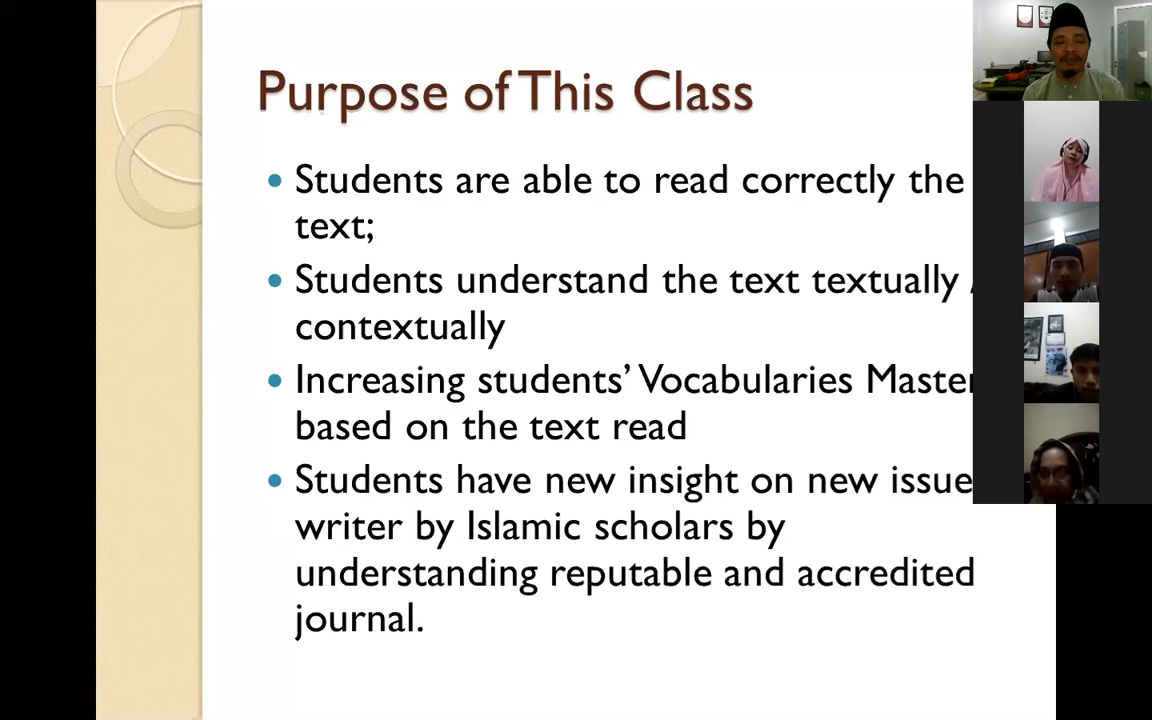 Purpose of This Class
Students are able to read correctly the
text;
Students understand the text textually
contextually
Increasing students' Vocabularies
based on the text read
Students have new insight on new
writer by Islamic scholars by
understanding reputable and accredited
journal.